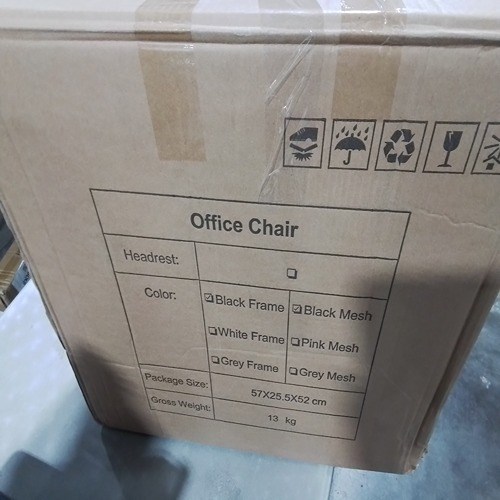 Office Chair
Headrest: ❏
Color: ☑Black Frame ☑Black Mesh
❏White Frame ❏Pink Mesh
❏Grey Frame ❏Grey Mesh
Package Size: 57X25.5X52 cm
Gross Weight: 13 kg